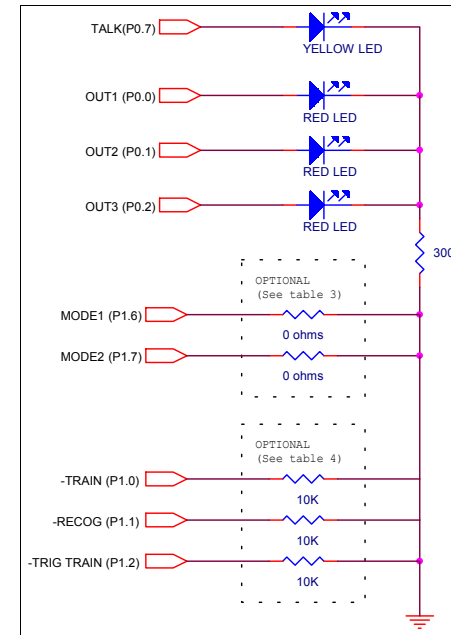 TALK(P0.7)
YELLOW LED
OUT1 (P0.0)
RED LED
OUT2 (P0.1)
RED LED
OUT3 (P0.2)
RED LED
300
OPTIONAL
(See table 3)
MODE1 (P1.6)
0 ohms
MODE2 (P1.7)
0 ohms
OPTIONAL
(See table 4)
-TRAIN (P1.0)
10K
-RECOG (P1.1)
10K
-TRIG TRAIN (P1.2)
10K